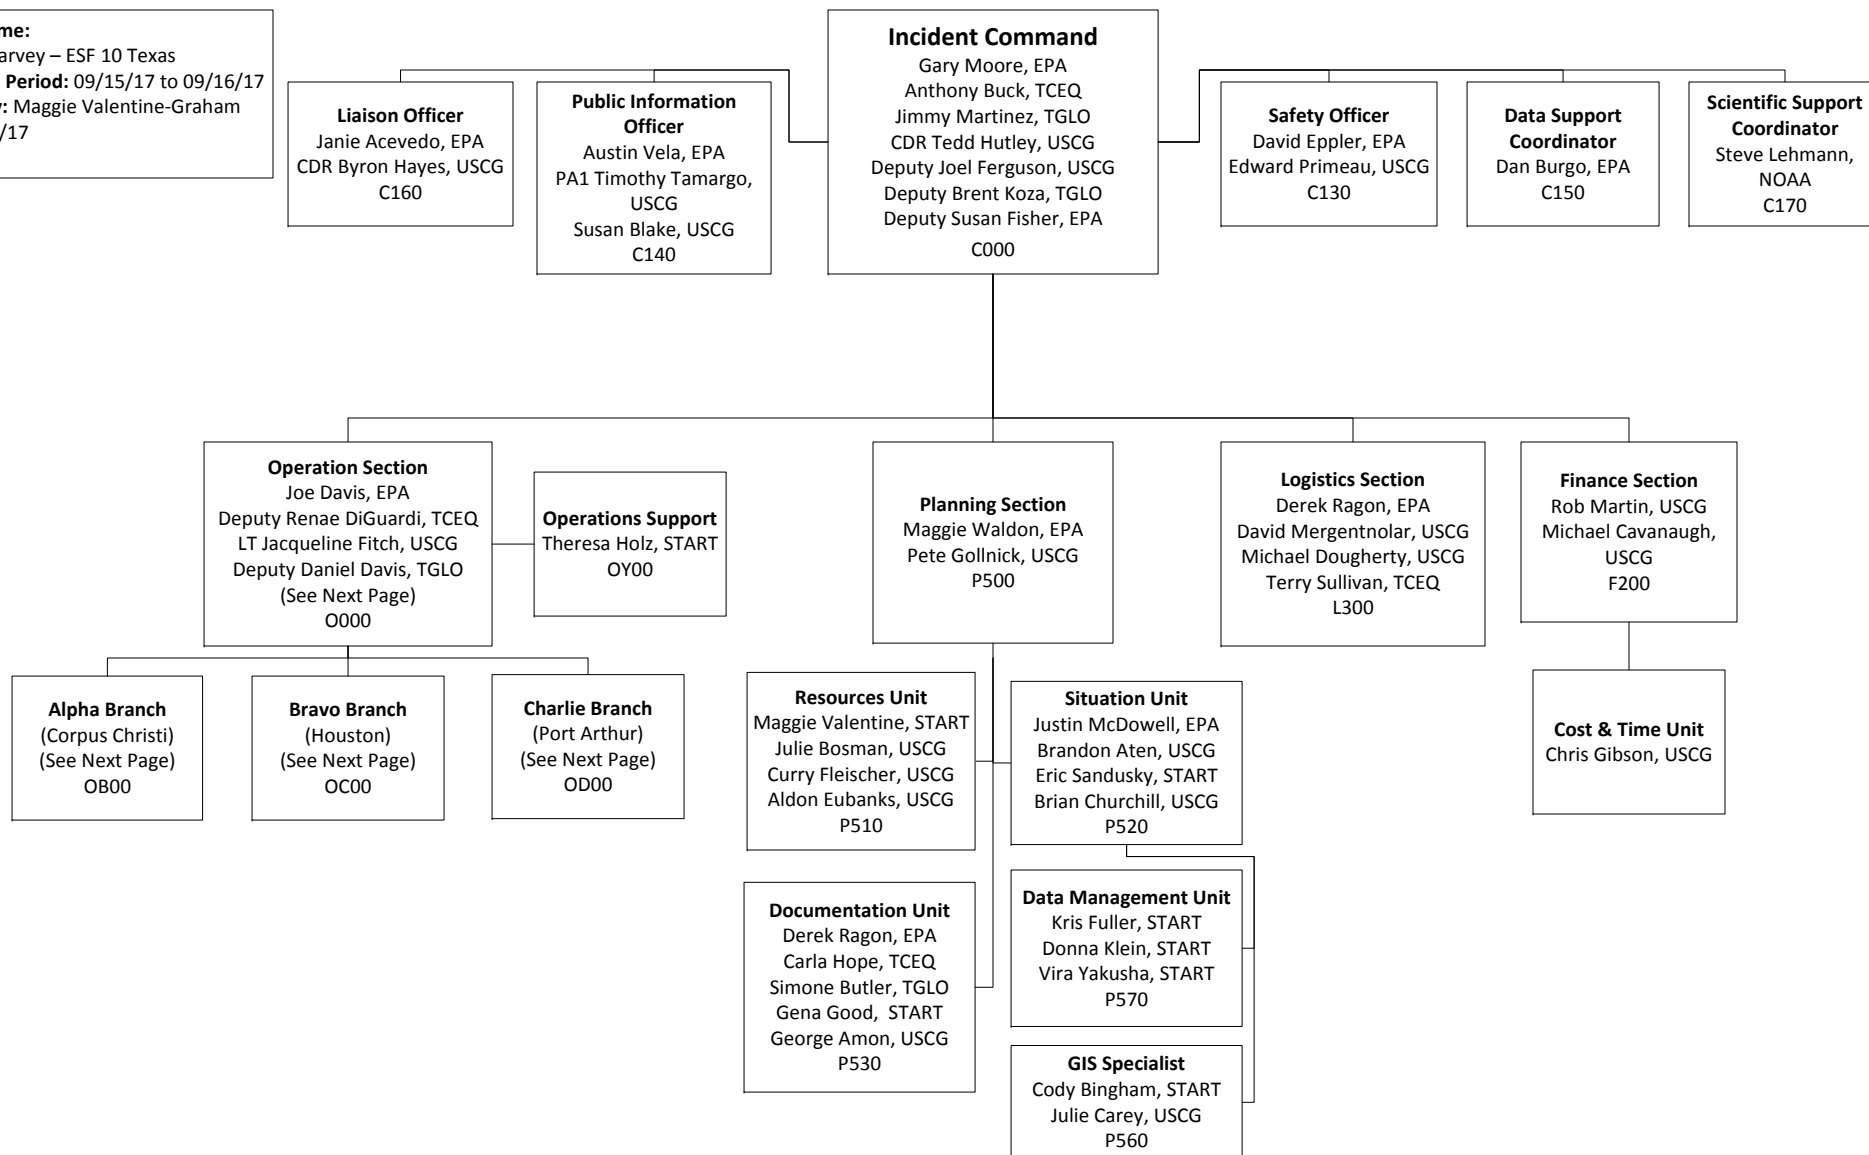 Harvey – ESF 10 Texas
Period: 09/15/17 to 09/16/17
Maggie Valentine-Graham
/17
Liaison Officer
Janie Acevedo, EPA
CDR Byron Hayes, USCG
C160
Public Information
Officer
Austin Vela, EPA
PA1 Timothy Tamargo,
USCG
Susan Blake, USCG
C140
Incident Command
Gary Moore, EPA
Anthony Buck, TCEQ
Jimmy Martinez, TGLO
CDR Tedd Hutley, USCG
Deputy Joel Ferguson, USCG
Deputy Brent Koza, TGLO
Deputy Susan Fisher, EPA
C000
Safety Officer
David Eppler, EPA
Edward Primeau, USCG
C130
Data Support
Coordinator
Dan Burgo, EPA
C150
Scientific Support
Coordinator
Steve Lehmann,
NOAA
C170
Operation Section
Joe Davis, EPA
Deputy Renae DiGuardi, TCEQ
LT Jacqueline Fitch, USCG
Deputy Daniel Davis, TGLO
(See Next Page)
O000
Operations Support
Theresa Holz, START
OY00
Planning Section
Maggie Waldon, EPA
Pete Gollnick, USCG
P500
Logistics Section
Derek Ragon, EPA
David Mergentnolar, USCG
Michael Dougherty, USCG
Terry Sullivan, TCEQ
L300
Finance Section
Rob Martin, USCG
Michael Cavanaugh,
USCG
F200
Alpha Branch
(Corpus Christi)
(See Next Page)
OB00
Bravo Branch
(Houston)
(See Next Page)
OC00
Charlie Branch
(Port Arthur)
(See Next Page)
OD00
Resources Unit
Maggie Valentine, START
Julie Bosman, USCG
Curry Fleischer, USCG
Aldon Eubanks, USCG
P510
Situation Unit
Justin McDowell, EPA
Brandon Aten, USCG
Eric Sandusky, START
Brian Churchill, USCG
P520
Cost & Time Unit
Chris Gibson, USCG
Documentation Unit
Derek Ragon, EPA
Carla Hope, TCEQ
Simone Butler, TGLO
Gena Good, START
George Amon, USCG
P530
Data Management Unit
Kris Fuller, START
Donna Klein, START
Vira Yakusha, START
P570
GIS Specialist
Cody Bingham, START
Julie Carey, USCG
P560